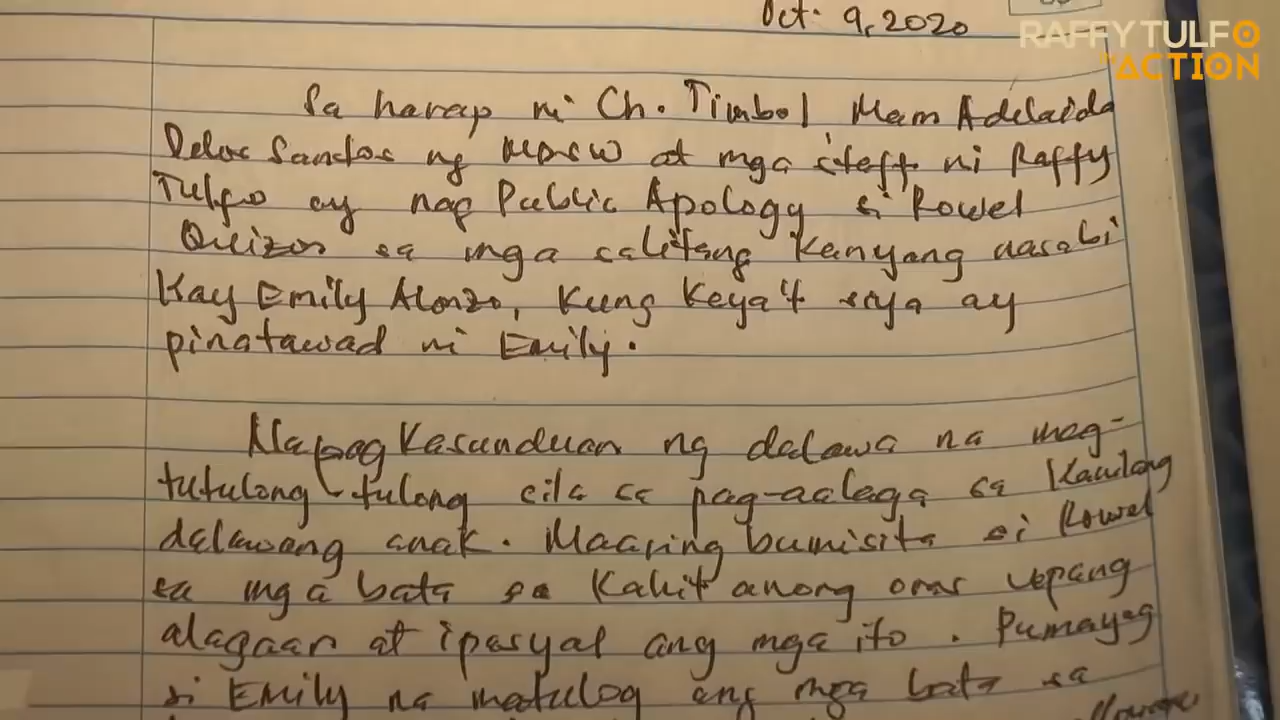 Oct. 9, 2020
RAFFY TULFO
IN ACTION
Sa harap ni Ch. Timbol Mam Adelaida
Delos Santos ng MDSW at mga staff ni Raffy
Tulfo ay nag Public Apology si Rowel
Quizon sa mga salitang kanyang nasabi
Kay Emily Alonzo, Kung Kaya't siya ay
pinatawad ni Emily.
Napag Kasunduan ng dalawa na mag-
tutulong-tulong sila sa pag-aalaga sa kanilang
dalawang anak. Maaring bumisita si Rowel
sa mga bata sa Kahit anong oras upang
alagaan at ipasyal ang mga ito. Pumayag
si Emily na matulog ang mga bata sa